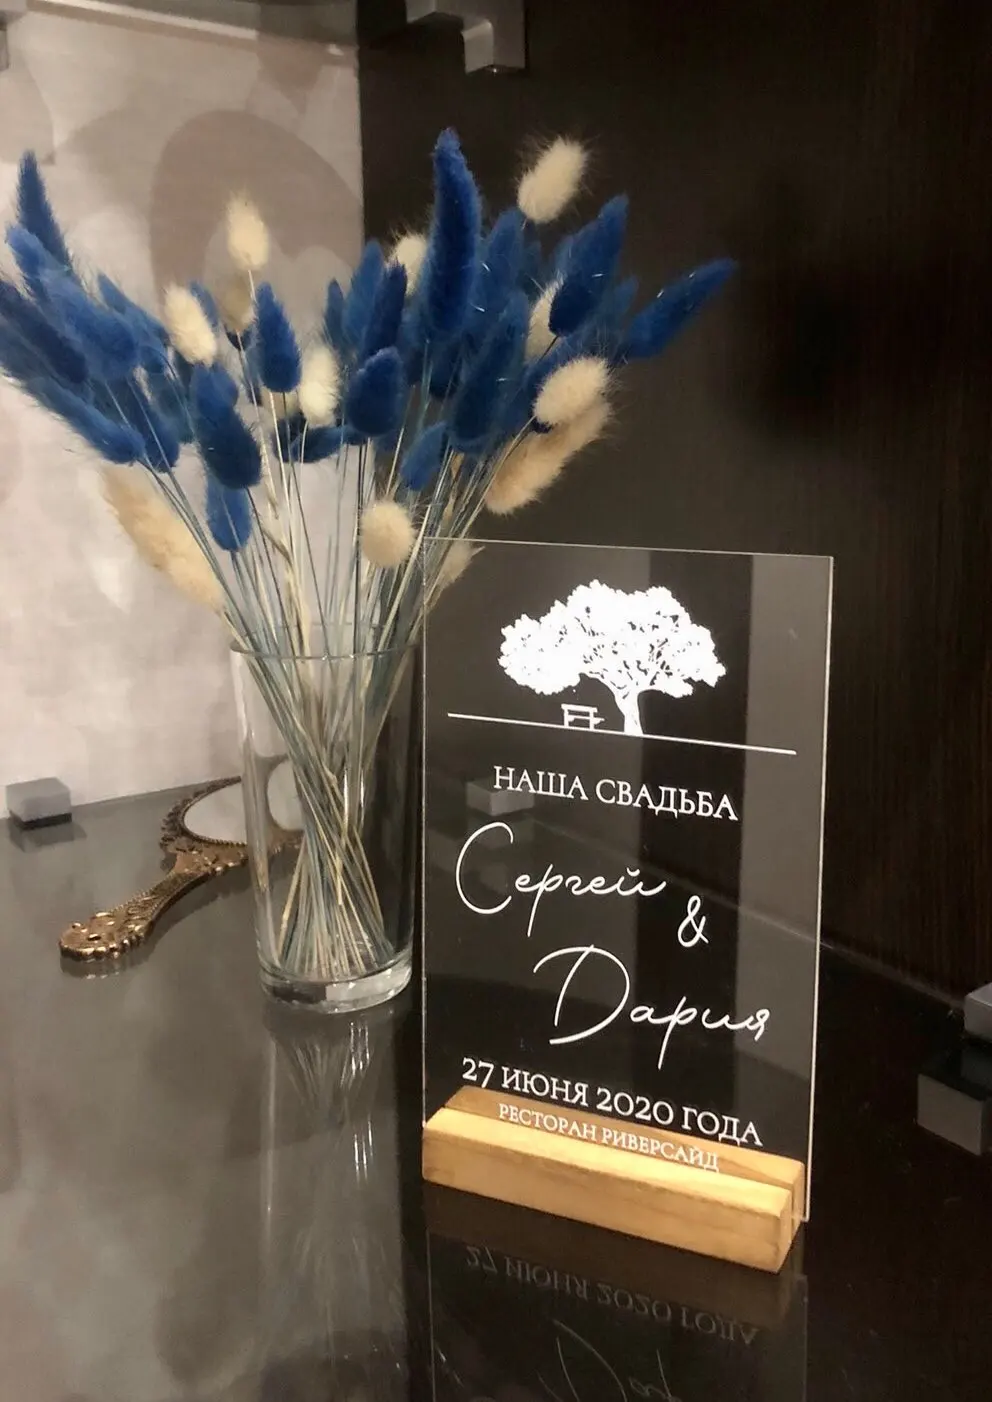 НАША СВАДЬБА
Сергей
&
Дария
27 ИЮНЯ 2020 ГОДА
РЕСТОРАН РИВЕРСАЙД